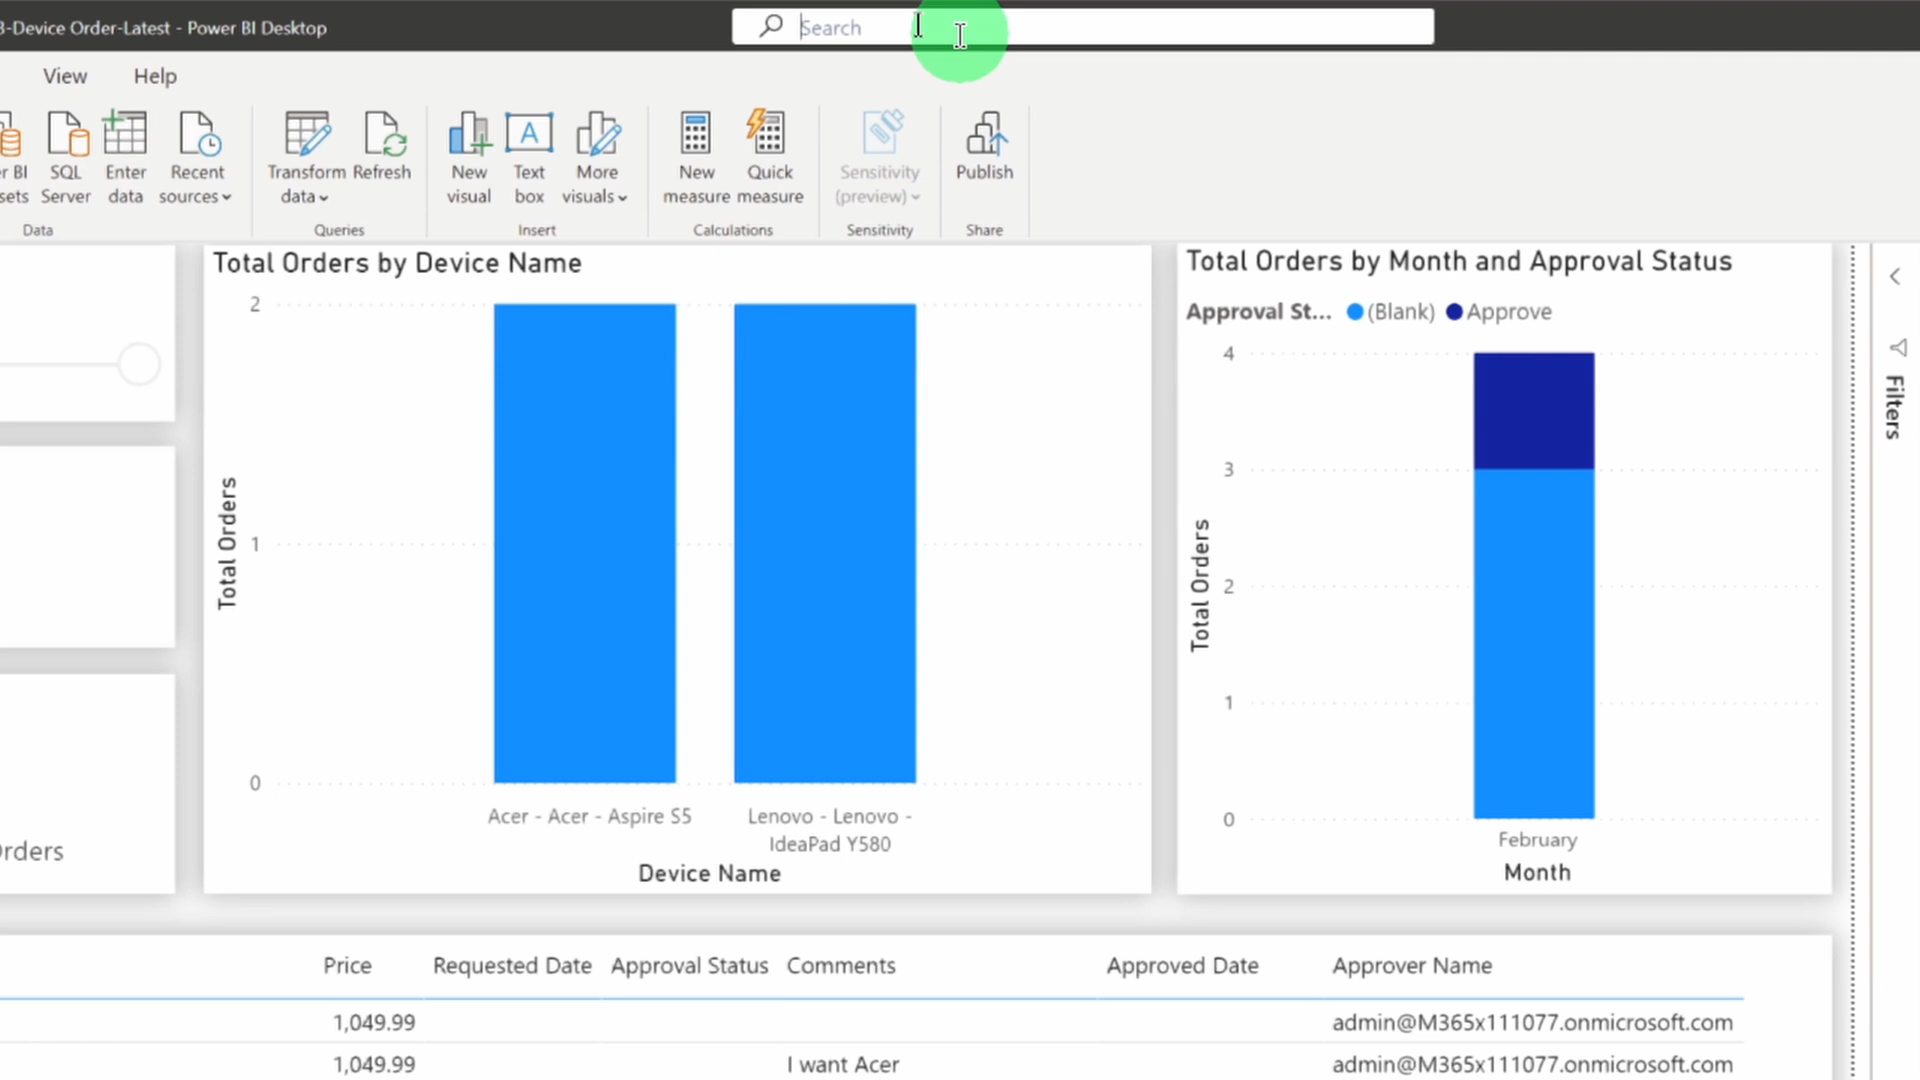 3-Device Order-Latest - Power BI Desktop
Search
View Help
er BI SQL Enter Recent Transform Refresh New Text More New Quick Sensitivity Publish
sets Server data sources data visual box visuals measure measure (preview)
Data Queries Insert Calculations Sensitivity Share
Total Orders by Device Name
2
1
0
Total Orders
Acer - Acer - Aspire S5
Lenovo - Lenovo -
IdeaPad Y580
Device Name
Total Orders by Month and Approval Status
Approval St... (Blank) Approve
4
3
2
1
0
Total Orders
February
Month
Filters
A
Orders
Price Requested Date Approval Status Comments Approved Date Approver Name
1,049.99 admin@M365x111077.onmicrosoft.com
1,049.99 I want Acer admin@M365x111077.onmicrosoft.com